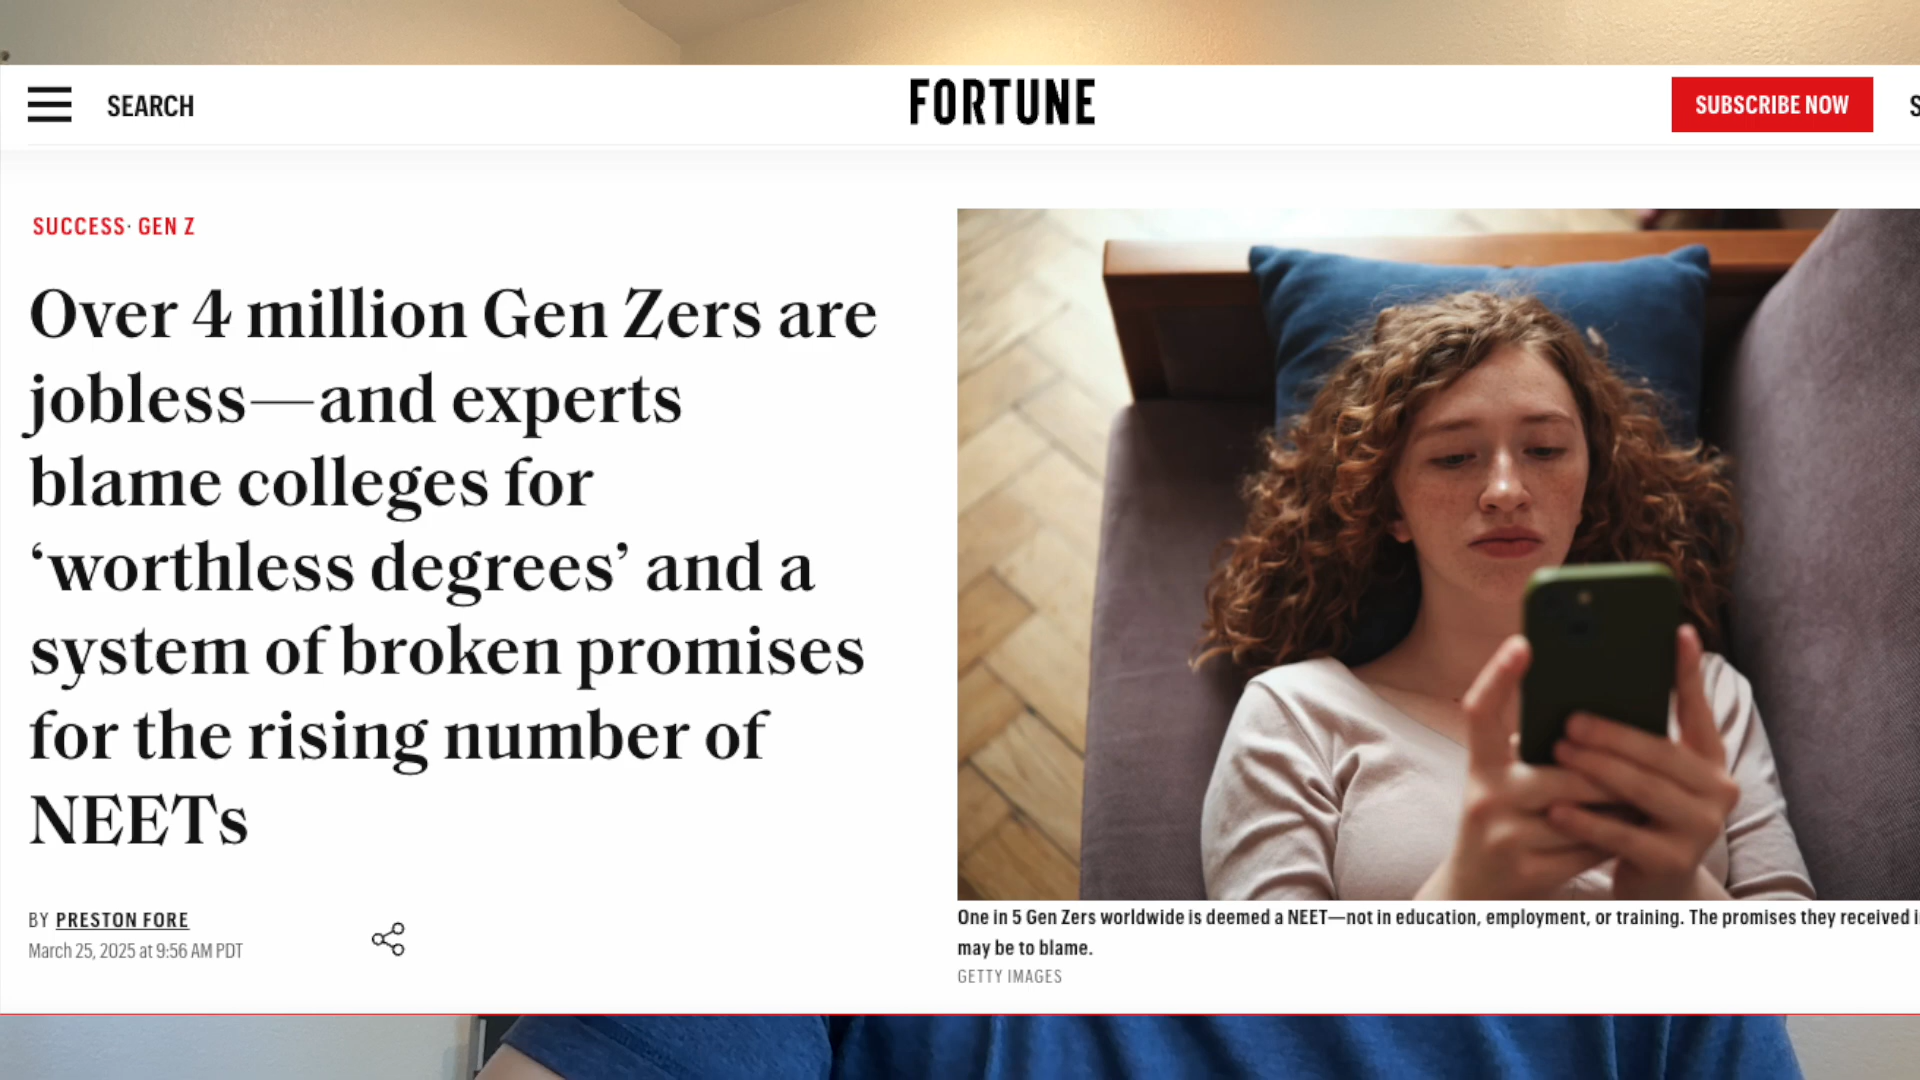 SEARCH
FORTUNE
SUBSCRIBE NOW
SUCCESS· GEN Z
Over 4 million Gen Zers are
jobless—and experts
blame colleges for
‘worthless degrees’ and a
system of broken promises
for the rising number of
NEETs
BY PRESTON FORE
March 25, 2025 at 9:56 AM PDT
One in 5 Gen Zers worldwide is deemed a NEET—not in education, employment, or training. The promises they received
may be to blame.
GETTY IMAGES